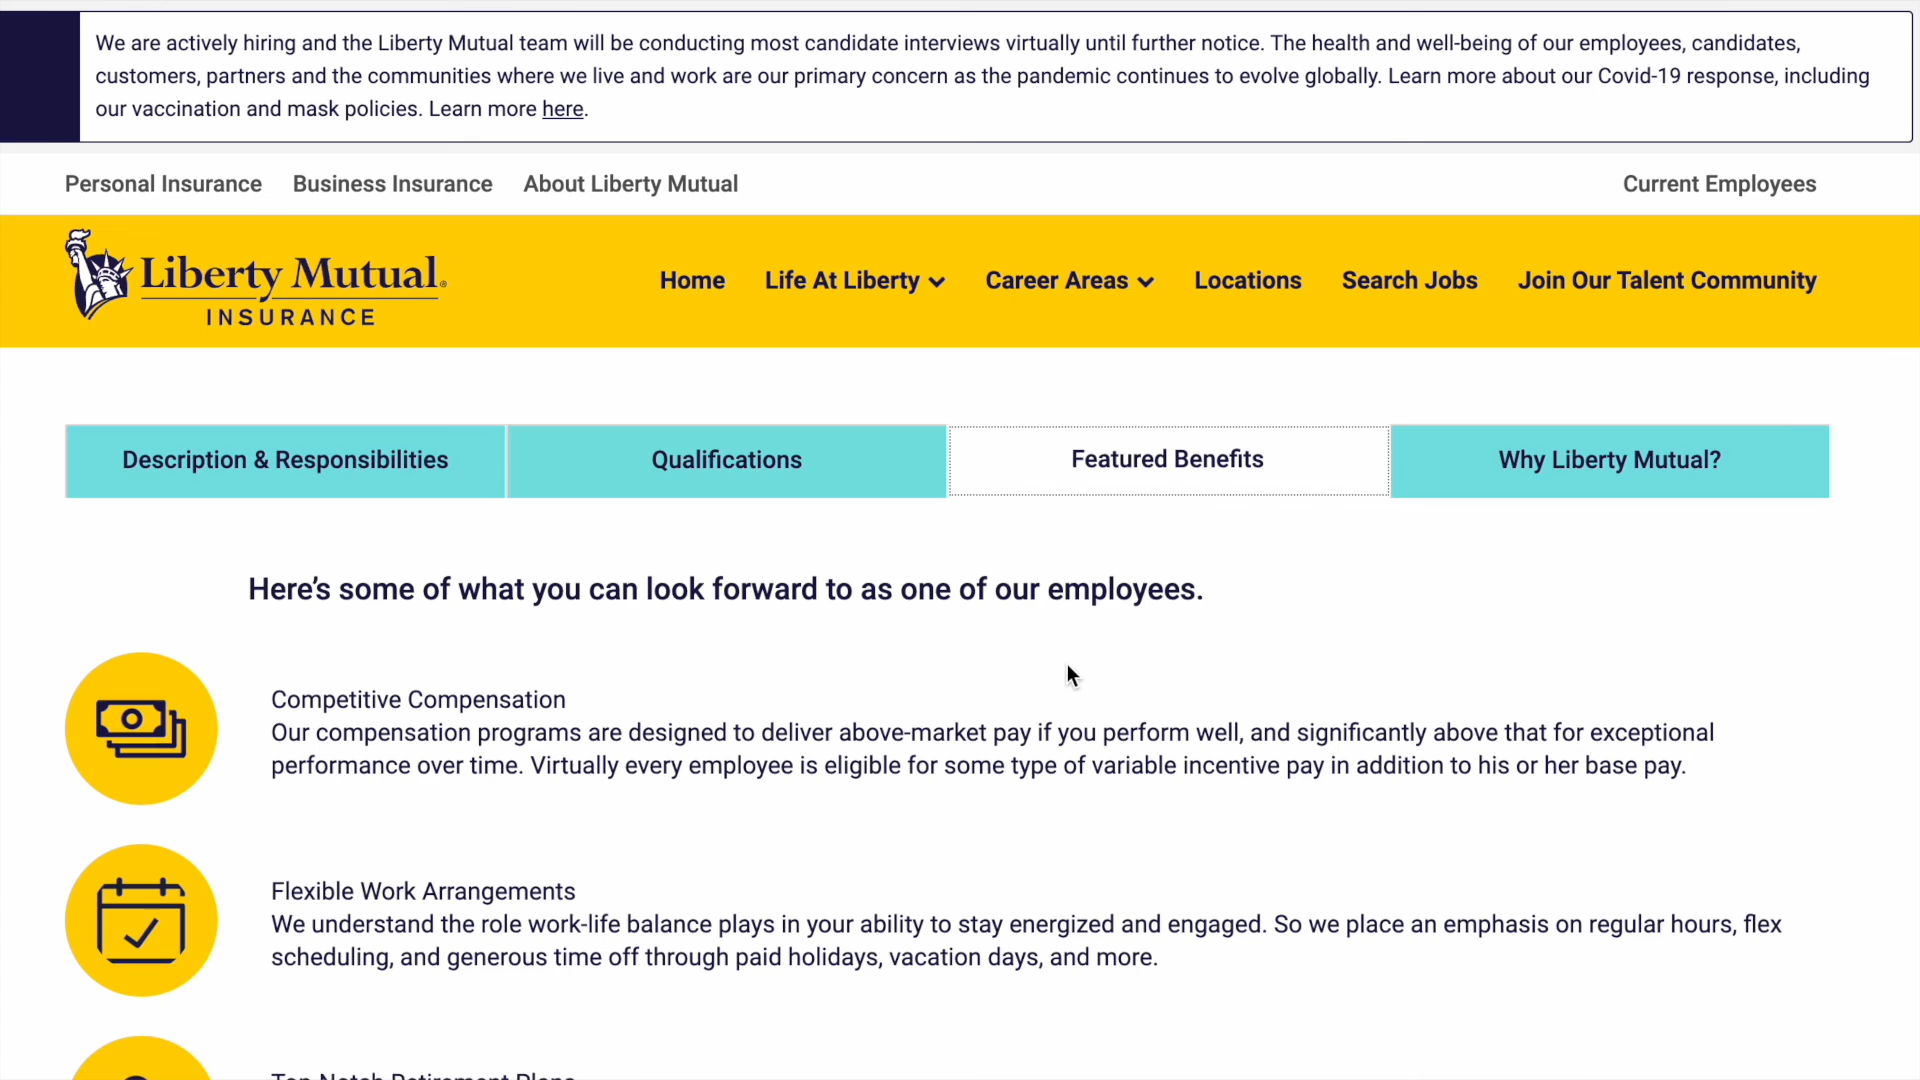 We are actively hiring and the Liberty Mutual team will be conducting most candidate interviews virtually until further notice. The health and well-being of our employees, candidates,
customers, partners and the communities where we live and work are our primary concern as the pandemic continues to evolve globally. Learn more about our Covid-19 response, including
our vaccination and mask policies. Learn more here.
Personal Insurance Business Insurance About Liberty Mutual Current Employees
Liberty Mutual®
INSURANCE
Home Life At Liberty Career Areas Locations Search Jobs Join Our Talent Community
Description & Responsibilities Qualifications Featured Benefits Why Liberty Mutual?
Here’s some of what you can look forward to as one of our employees.
Competitive Compensation
Our compensation programs are designed to deliver above-market pay if you perform well, and significantly above that for exceptional
performance over time. Virtually every employee is eligible for some type of variable incentive pay in addition to his or her base pay.
Flexible Work Arrangements
We understand the role work-life balance plays in your ability to stay energized and engaged. So we place an emphasis on regular hours, flex
scheduling, and generous time off through paid holidays, vacation days, and more.
Top Notch Retirement Plans